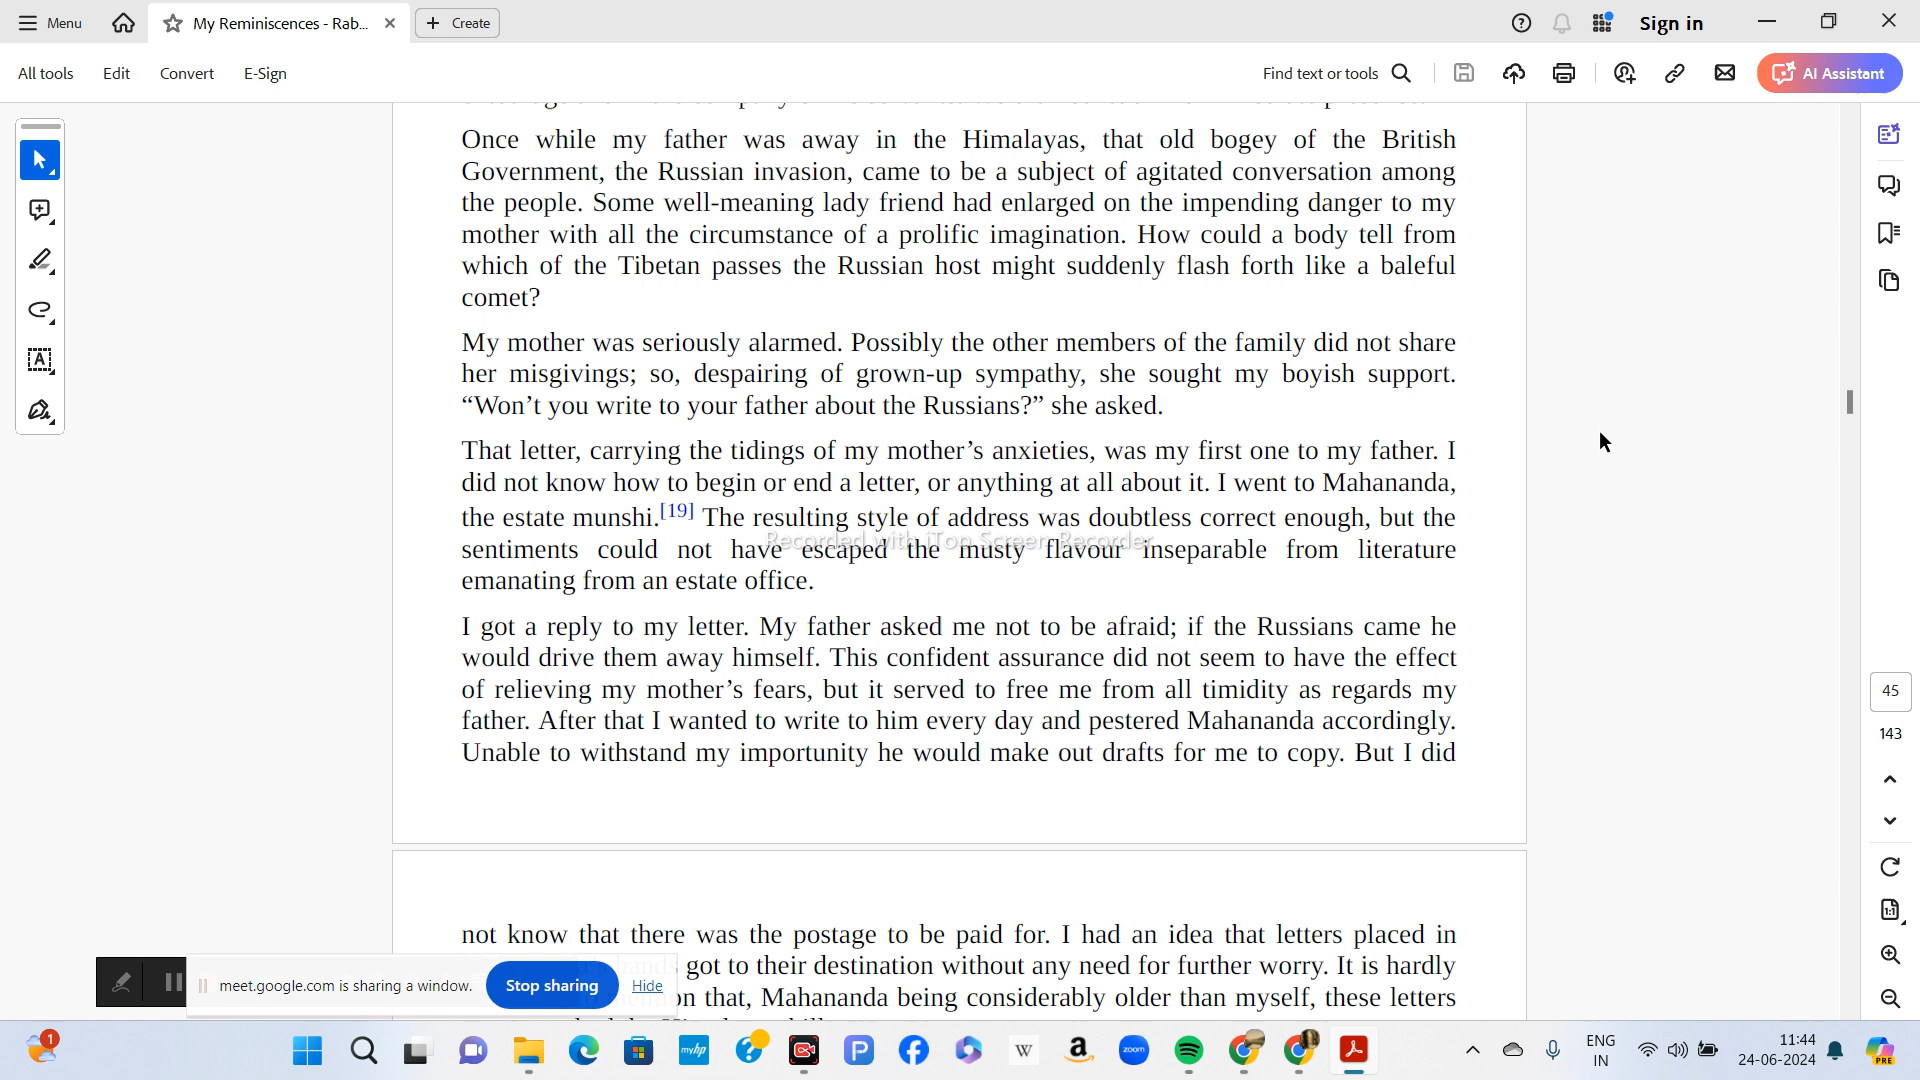 Menu
My Reminiscences - Rab...
Create
Sign in
All tools
Edit
Convert
E-Sign
Find text or tools
AI Assistant
Once while my father was away in the Himalayas, that old bogey of the British
Government, the Russian invasion, came to be a subject of agitated conversation among
the people. Some well-meaning lady friend had enlarged on the impending danger to my
mother with all the circumstance of a prolific imagination. How could a body tell from
which of the Tibetan passes the Russian host might suddenly flash forth like a baleful
comet?
My mother was seriously alarmed. Possibly the other members of the family did not share
her misgivings; so, despairing of grown-up sympathy, she sought my boyish support.
“Won’t you write to your father about the Russians?” she asked.
That letter, carrying the tidings of my mother’s anxieties, was my first one to my father. I
did not know how to begin or end a letter, or anything at all about it. I went to Mahananda,
the estate munshi.[19] The resulting style of address was doubtless correct enough, but the
Recorded with iTop Screen Recorder
sentiments could not have escaped the musty flavour inseparable from literature
emanating from an estate office.
I got a reply to my letter. My father asked me not to be afraid; if the Russians came he
would drive them away himself. This confident assurance did not seem to have the effect
of relieving my mother’s fears, but it served to free me from all timidity as regards my
father. After that I wanted to write to him every day and pestered Mahananda accordingly.
Unable to withstand my importunity he would make out drafts for me to copy. But I did
45
143
not know that there was the postage to be paid for. I had an idea that letters placed in
got to their destination without any need for further worry. It is hardly
that, Mahananda being considerably older than myself, these letters
meet.google.com is sharing a window.
Stop sharing
Hide
1
myhp
W
a
zoom
ENG
IN
11:44
24-06-2024
PRE